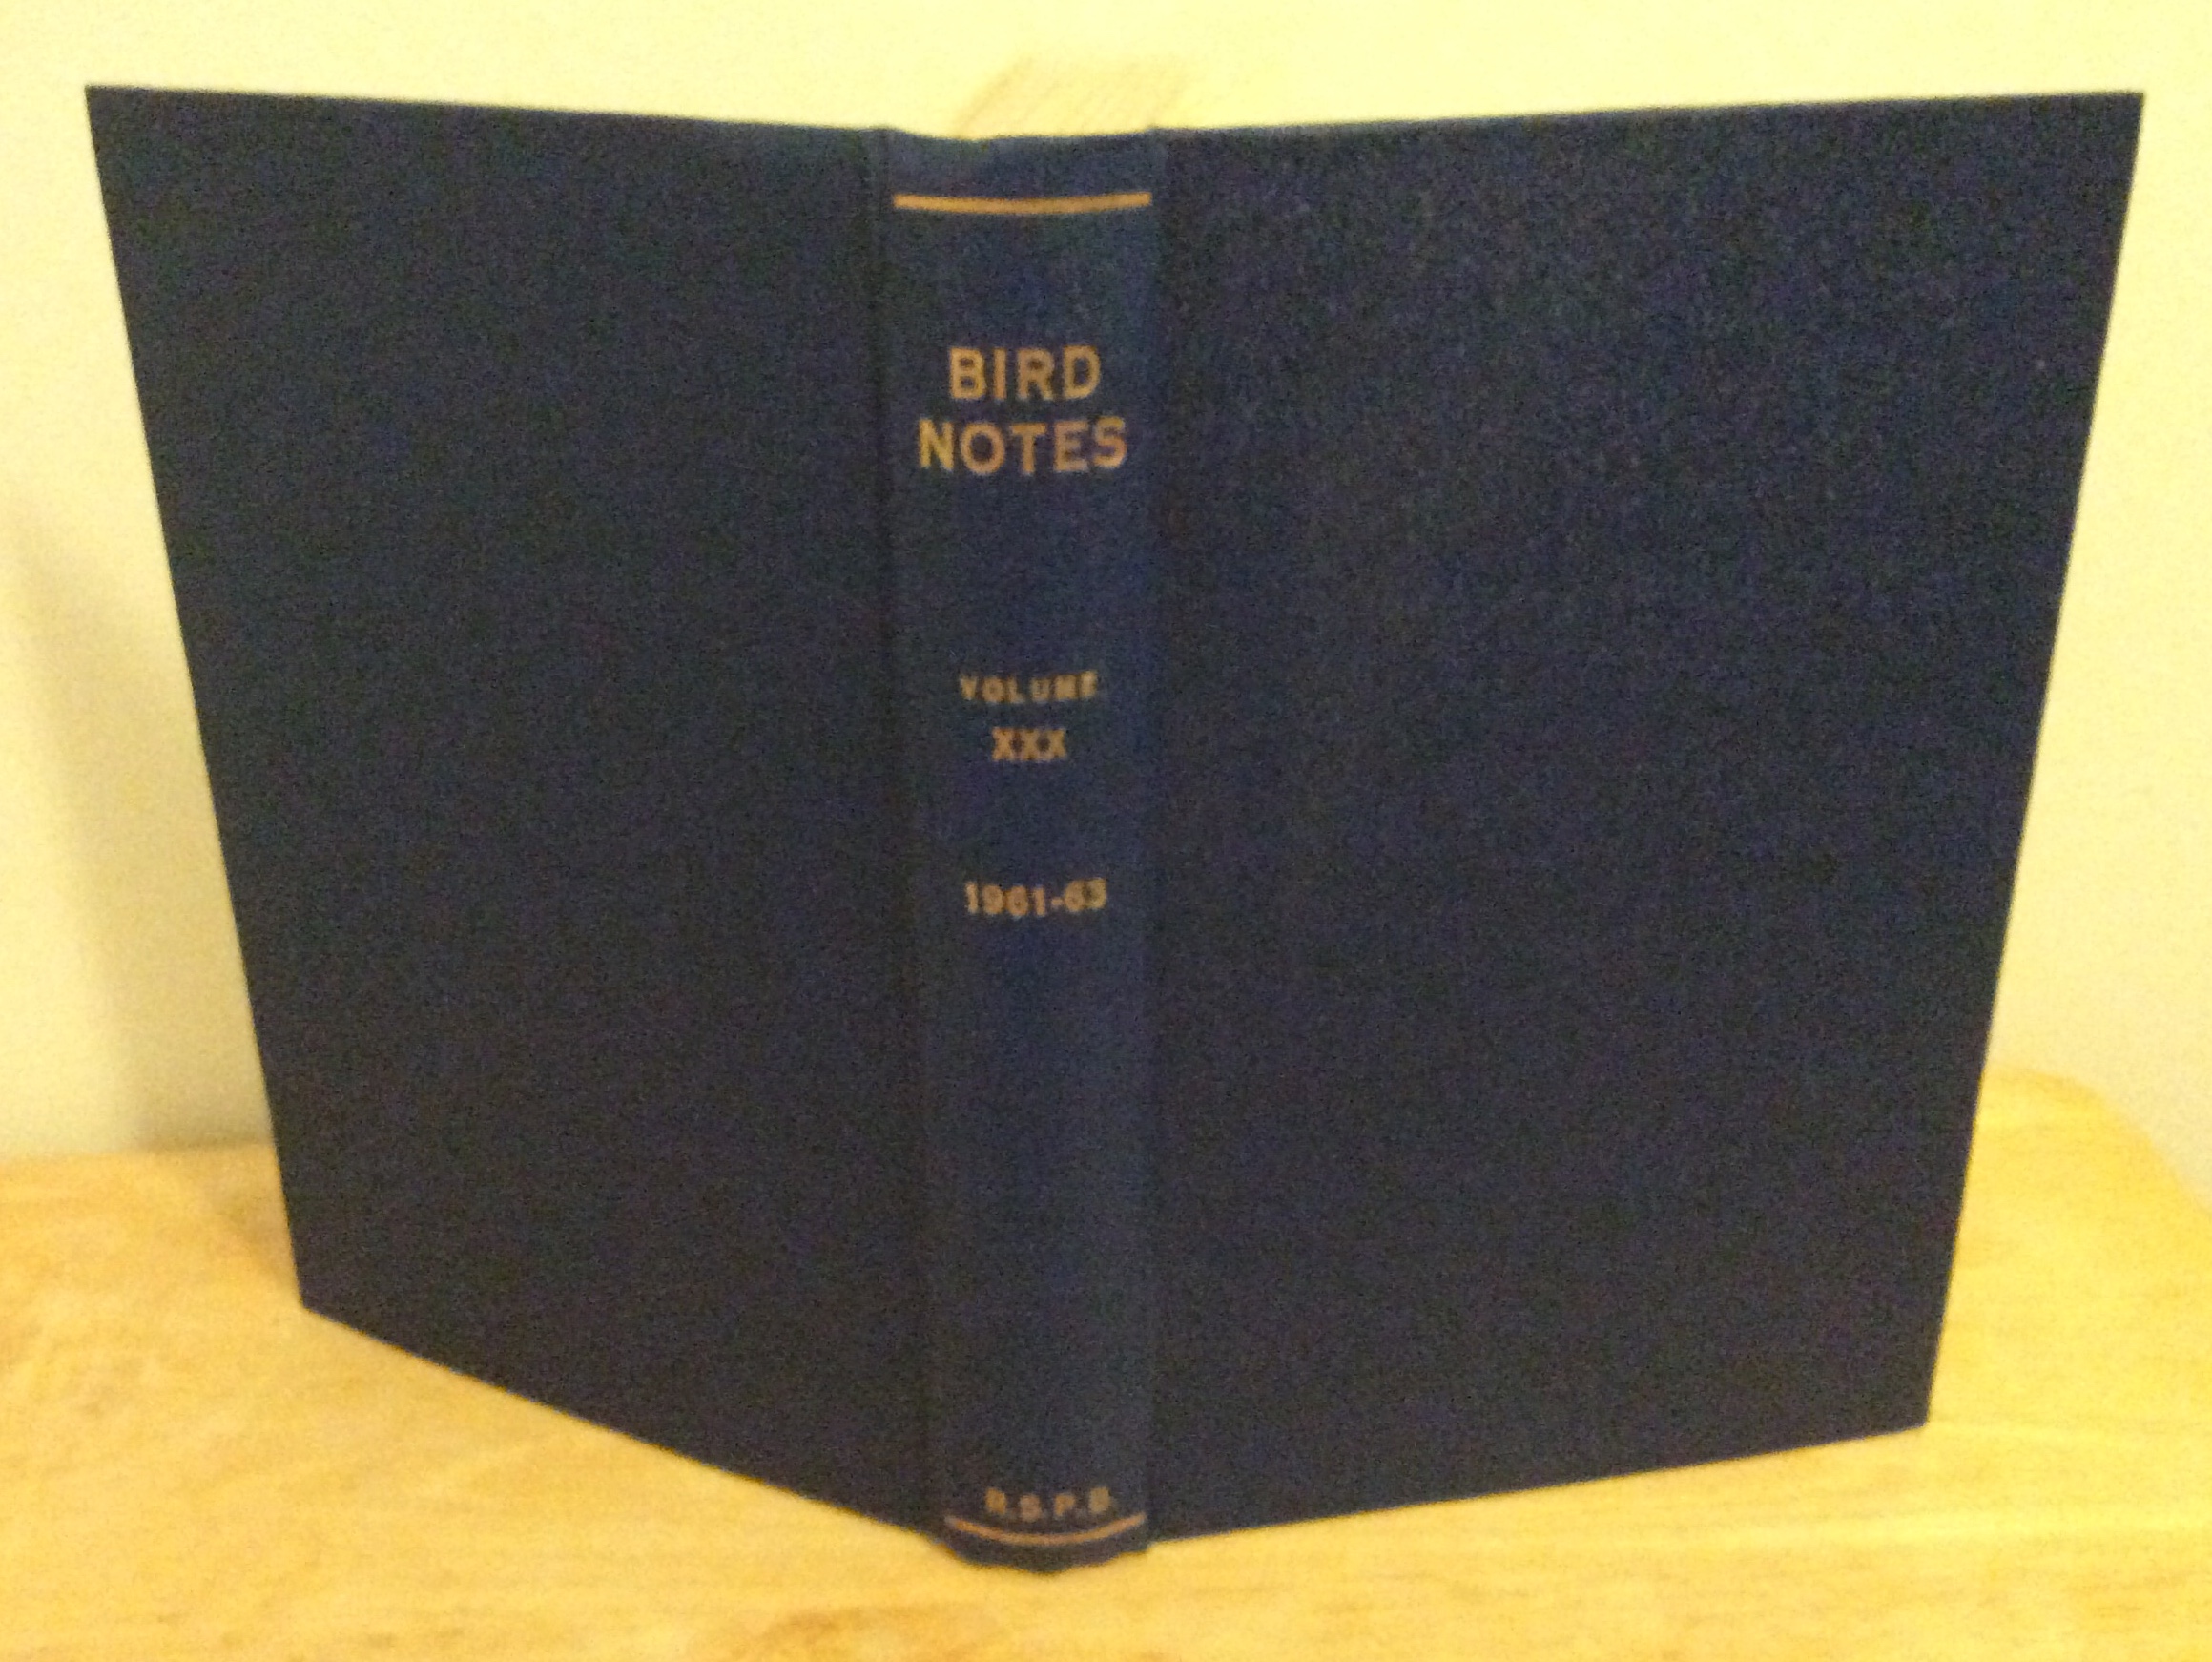 BIRD
NOTES
VOLUME
XXX
1961-63
R.S.P.B.